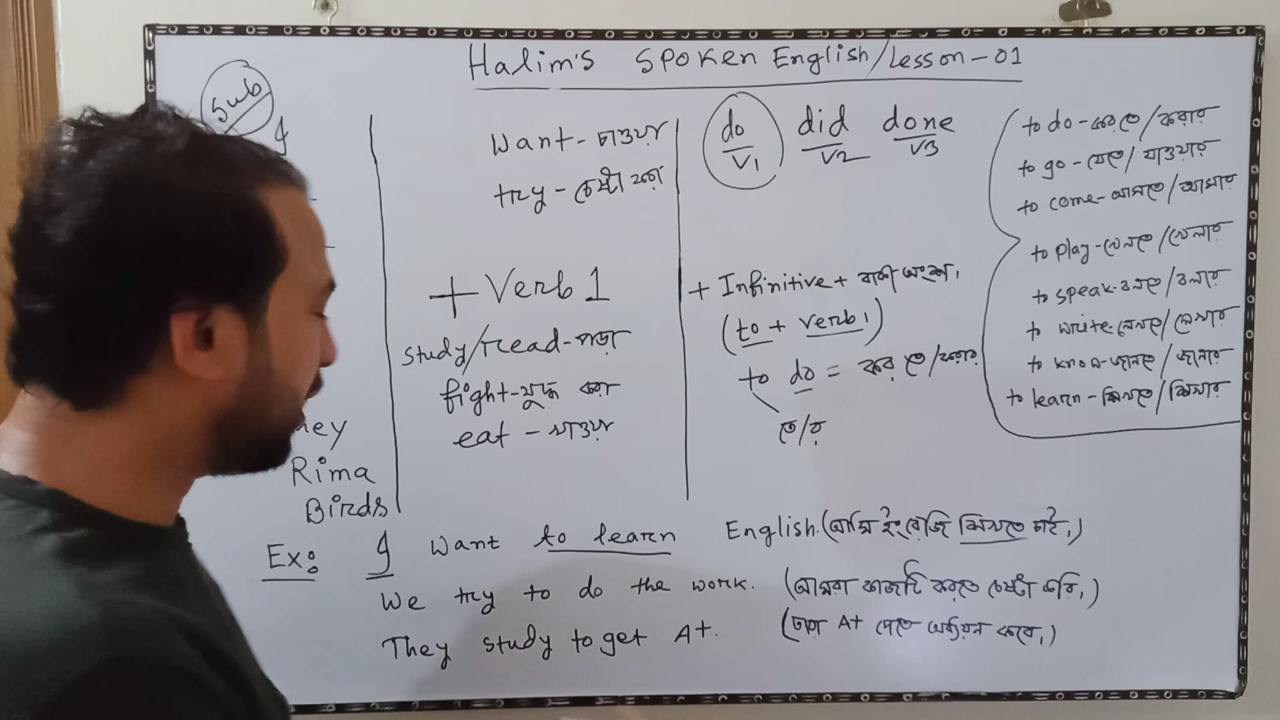 Halim's Spoken English/Lesson-01
Sub
I
ney
Rima
Birds
Want-চাওয়া
try-চেষ্টা করা
+ Verb 1
study/read-পড়া
fight-যুদ্ধ করা
eat-খাওয়া
do did done
V1 V2 V3
+ Infinitive + বাকী অংশ।
(to + verb1)
to do = করতে/করার
তে/র
to do-করতে/করার
to go-যেতে/যাওয়ার
to come-আসতে/আসার
to play-খেলতে/খেলার
to speak-বলতে/বলার
to write-লেখতে/লেখার
to know-জানতে/জানার
to learn-শিখতে/শিখার
Ex: I want to learn English. (আমি ইংরেজি শিখতে চাই।)
We try to do the work. (আমরা কাজটি করতে চেষ্টা করি।)
They study to get A+. (তারা A+ পেতে অধ্যয়ন করে।)